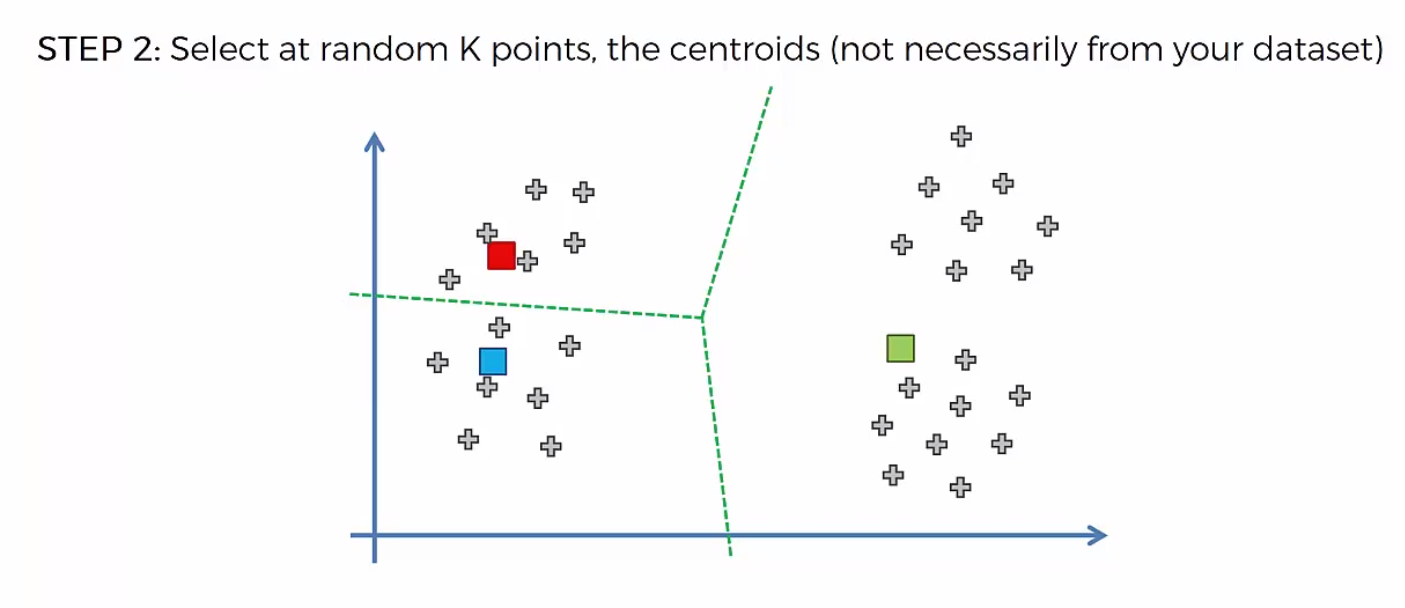 STEP 2: Select at random K points, the centroids (not necessarily from your dataset)